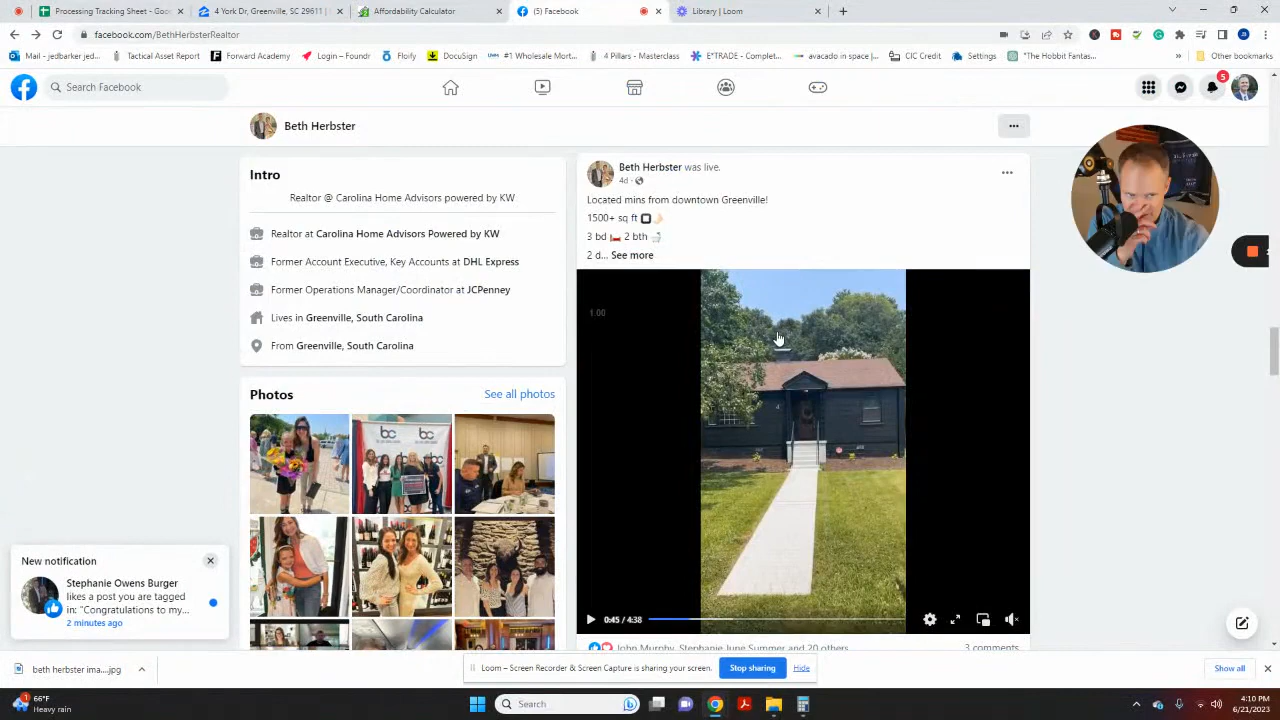 Processing Tracking Sheet - Goo
4 York Dr, Greenville, SC 29611 |
Affordability Calculator
(5) Facebook
Library | Loom
facebook.com/BethHerbsterRealtor
Mail - jedbarker jed...
Tactical Asset Report
Forward Academy
Login – Foundr
Floify
DocuSign
#1 Wholesale Mort...
4 Pillars - Masterclass
E*TRADE - Complet...
avacado in space |...
CIC Credit
Settings
"The Hobbit Fantas...
Other bookmarks
Search Facebook
5
Beth Herbster
Intro
Realtor @ Carolina Home Advisors powered by KW
Realtor at Carolina Home Advisors Powered by KW
Former Account Executive, Key Accounts at DHL Express
Former Operations Manager/Coordinator at JCPenney
Lives in Greenville, South Carolina
From Greenville, South Carolina
Photos
See all photos
bc
bc
Beth Herbster was live.
4d
Located mins from downtown Greenville!
1500+ sq ft
3 bd 2 bth
2 d... See more
1.00
0:45 / 4:38
John Murphy, Stephanie June Summer and 20 others
3 comments
New notification
Stephanie Owens Burger
likes a post you are tagged
in: "Congratulations to my...
2 minutes ago
beth herbster ima....jpg
Loom – Screen Recorder & Screen Capture is sharing your screen.
Stop sharing
Hide
Show all
1
66°F
Heavy rain
Search
4:10 PM
6/21/2023